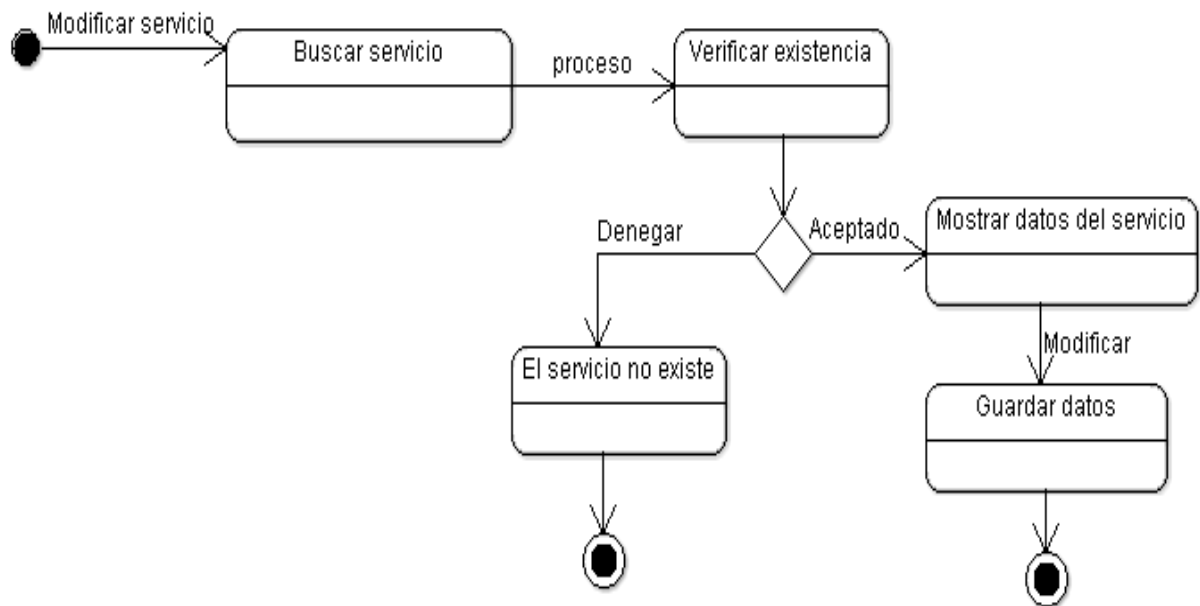 Modificar servicio
Buscar servicio
proceso
Verificar existencia
Denegar
Aceptado
Mostrar datos del servicio
El servicio no existe
Modificar
Guardar datos